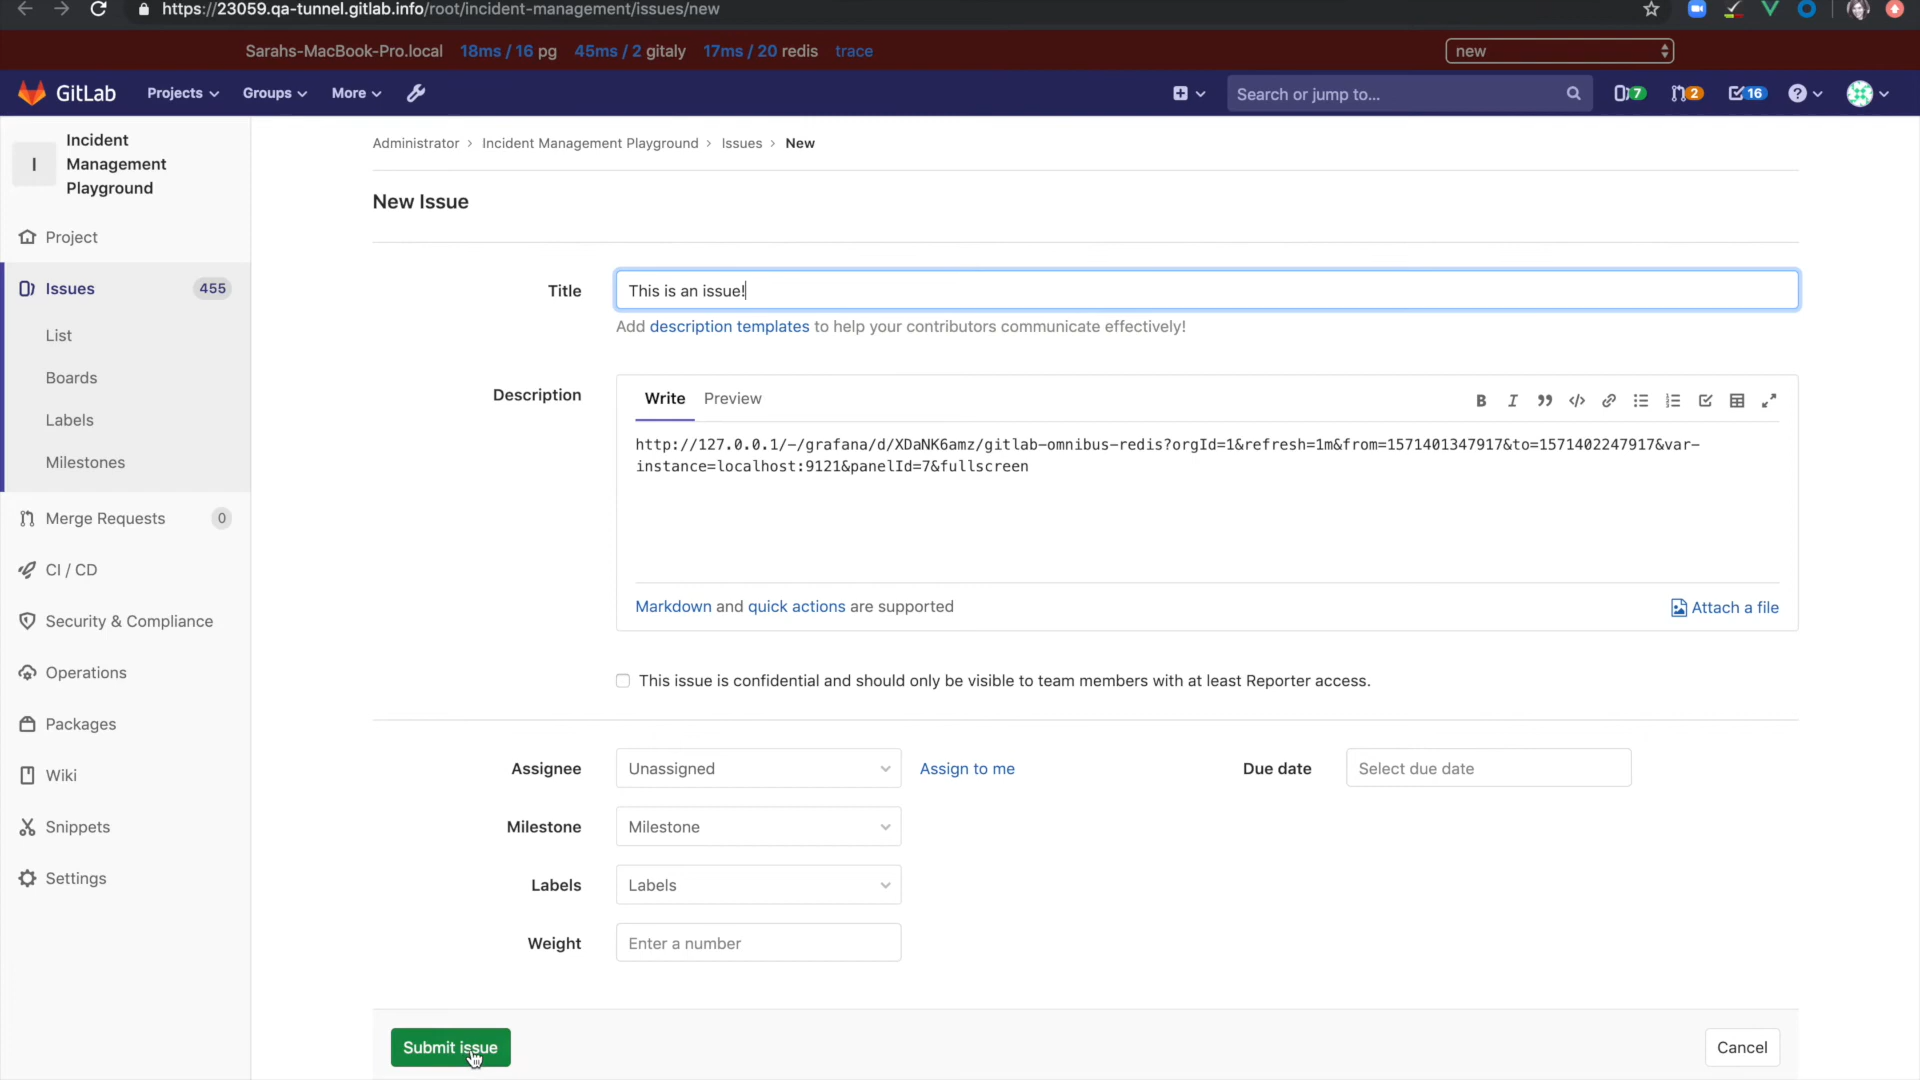 https://23059.qa-tunnel.gitlab.info/root/incident-management/issues/new
Sarahs-MacBook-Pro.local 18ms / 16 pg 45ms / 2 gitaly 17ms / 20 redis trace new
GitLab Projects Groups More Search or jump to... 7 2 16
I Incident Management Playground
Administrator > Incident Management Playground > Issues > New
Project
Issues 455
List
Boards
Labels
Milestones
Merge Requests 0
CI / CD
Security & Compliance
Operations
Packages
Wiki
Snippets
Settings
New Issue
Title This is an issue!
Add description templates to help your contributors communicate effectively!
Description Write Preview
http://127.0.0.1/-/grafana/d/XDaNK6amz/gitlab-omnibus-redis?orgId=1&refresh=1m&from=1571401347917&to=1571402247917&var-
instance=localhost:9121&panelId=7&fullscreen
Markdown and quick actions are supported Attach a file
This issue is confidential and should only be visible to team members with at least Reporter access.
Assignee Unassigned Assign to me Due date Select due date
Milestone Milestone
Labels Labels
Weight Enter a number
Submit issue Cancel